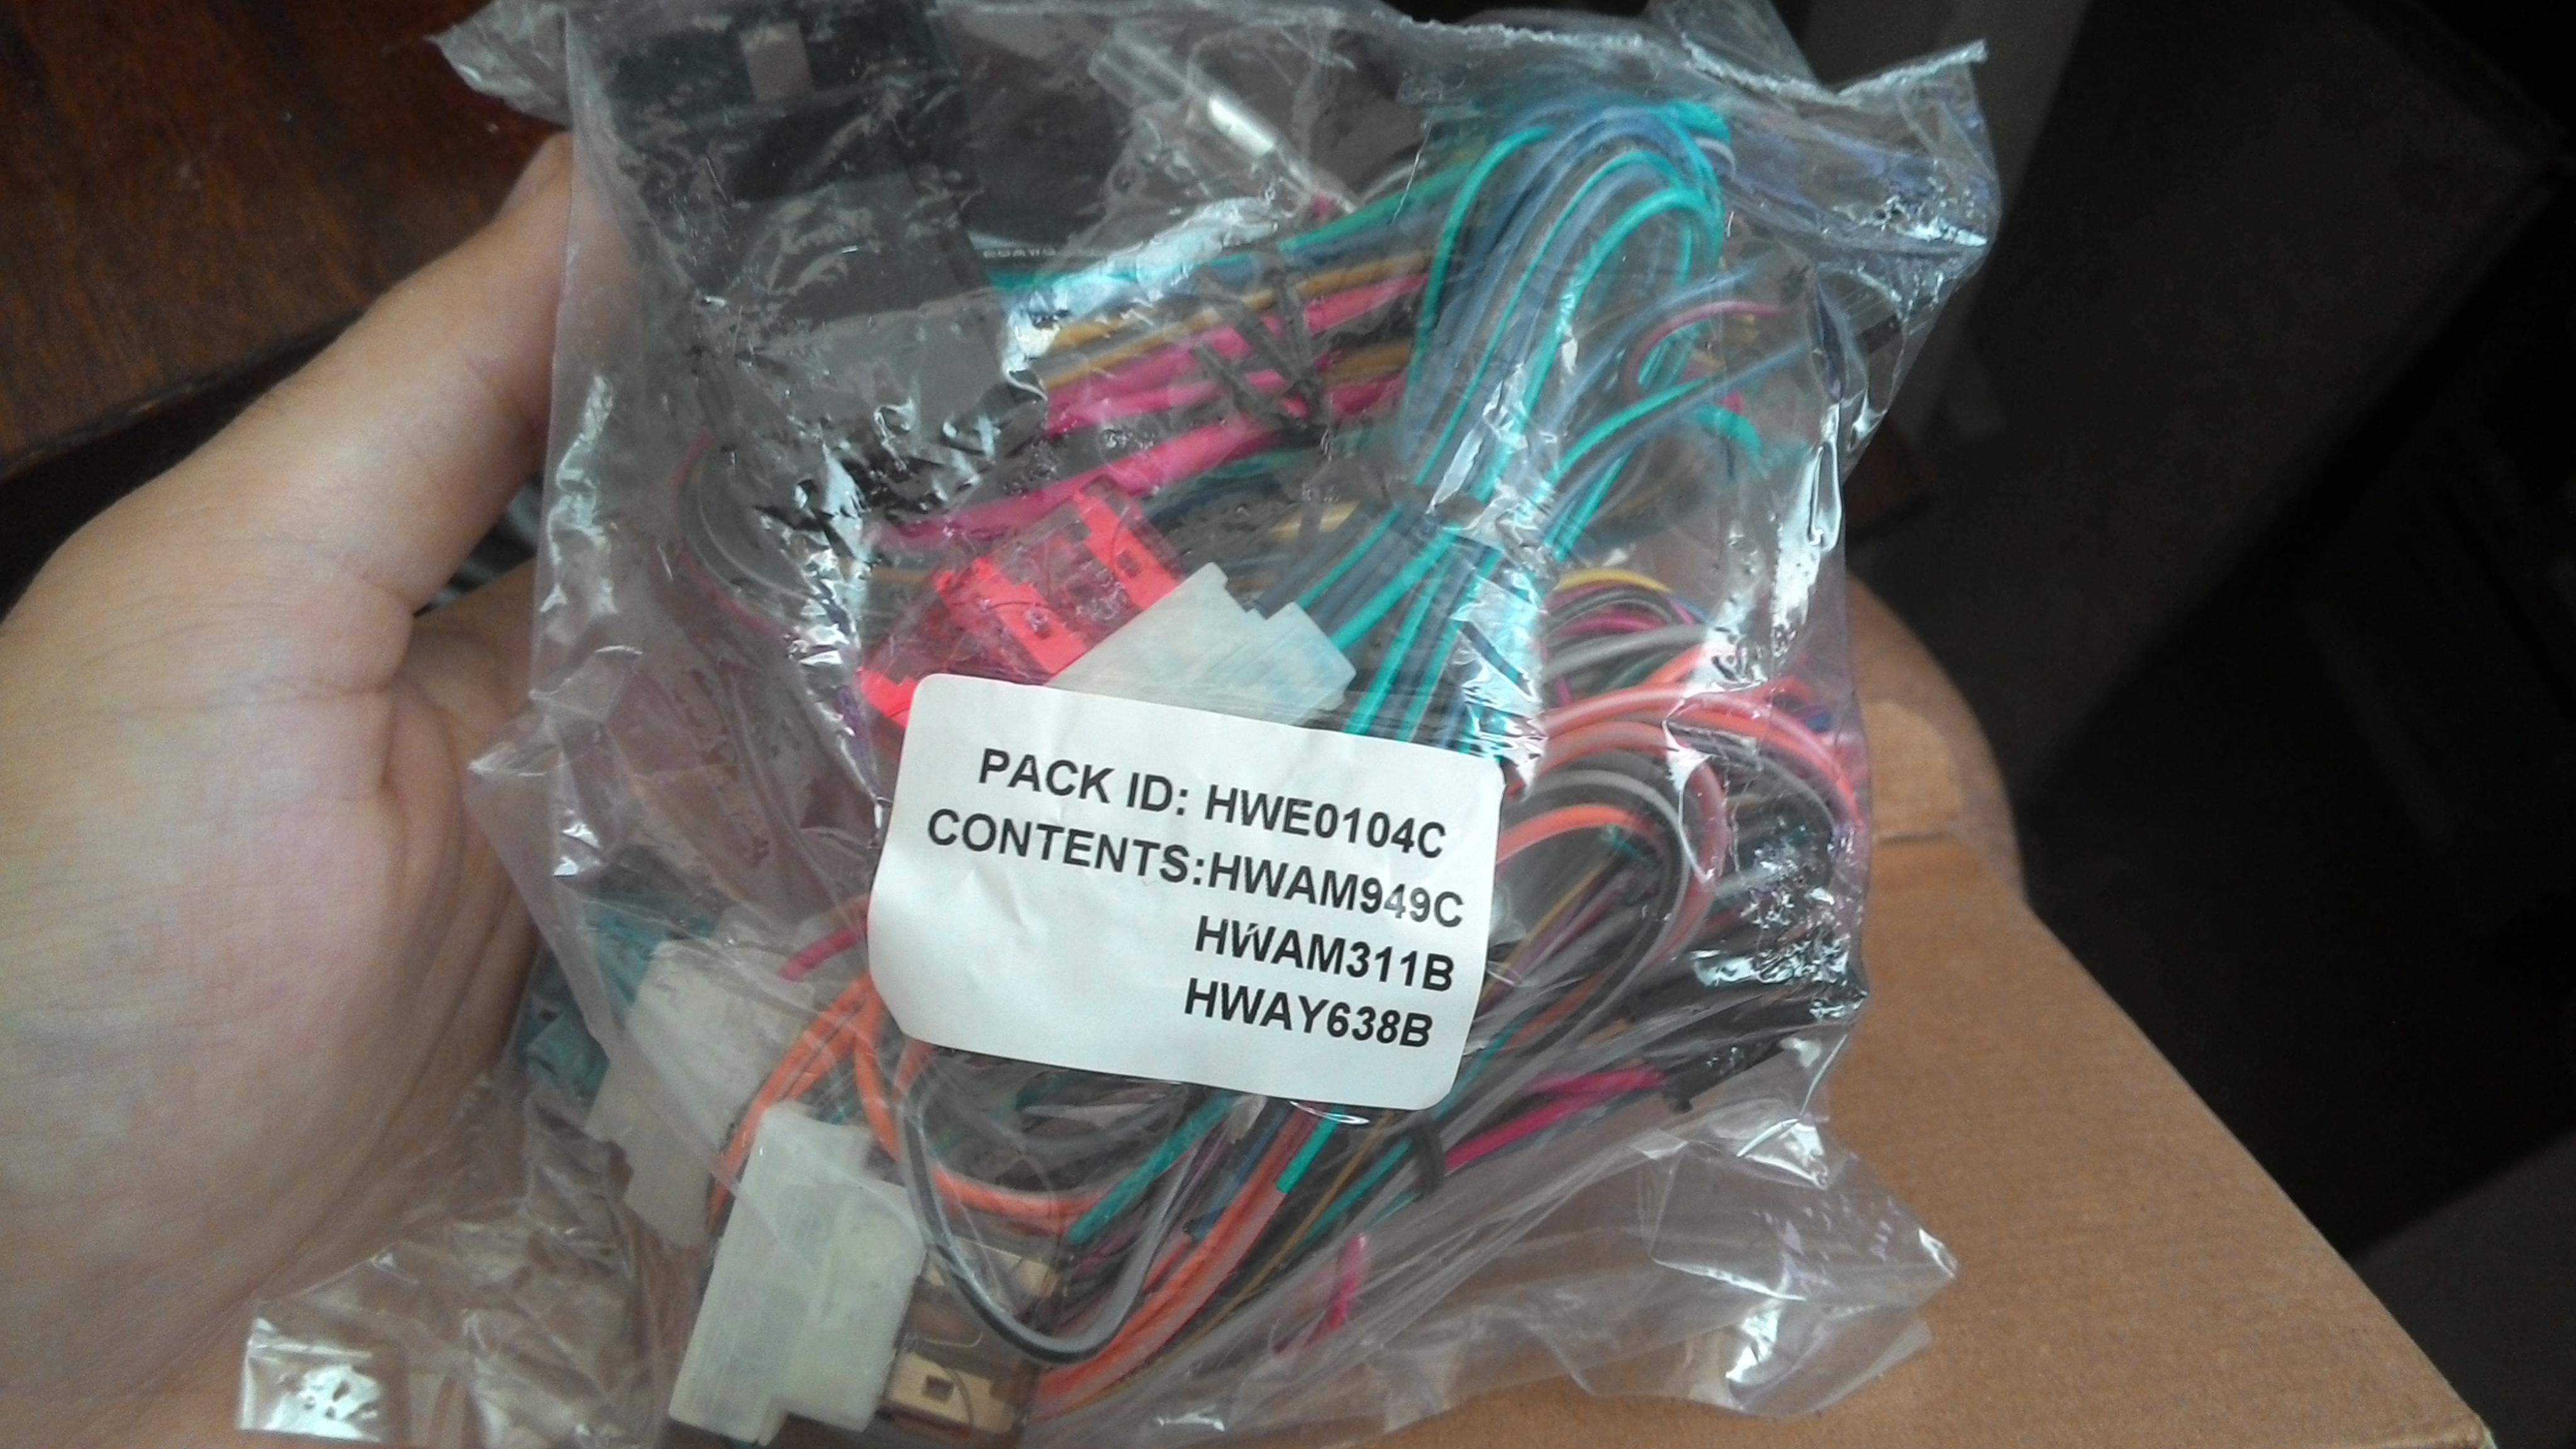 PACK ID: HWE0104C
CONTENTS:HWAM949C
HWAM311B
HWAY638B